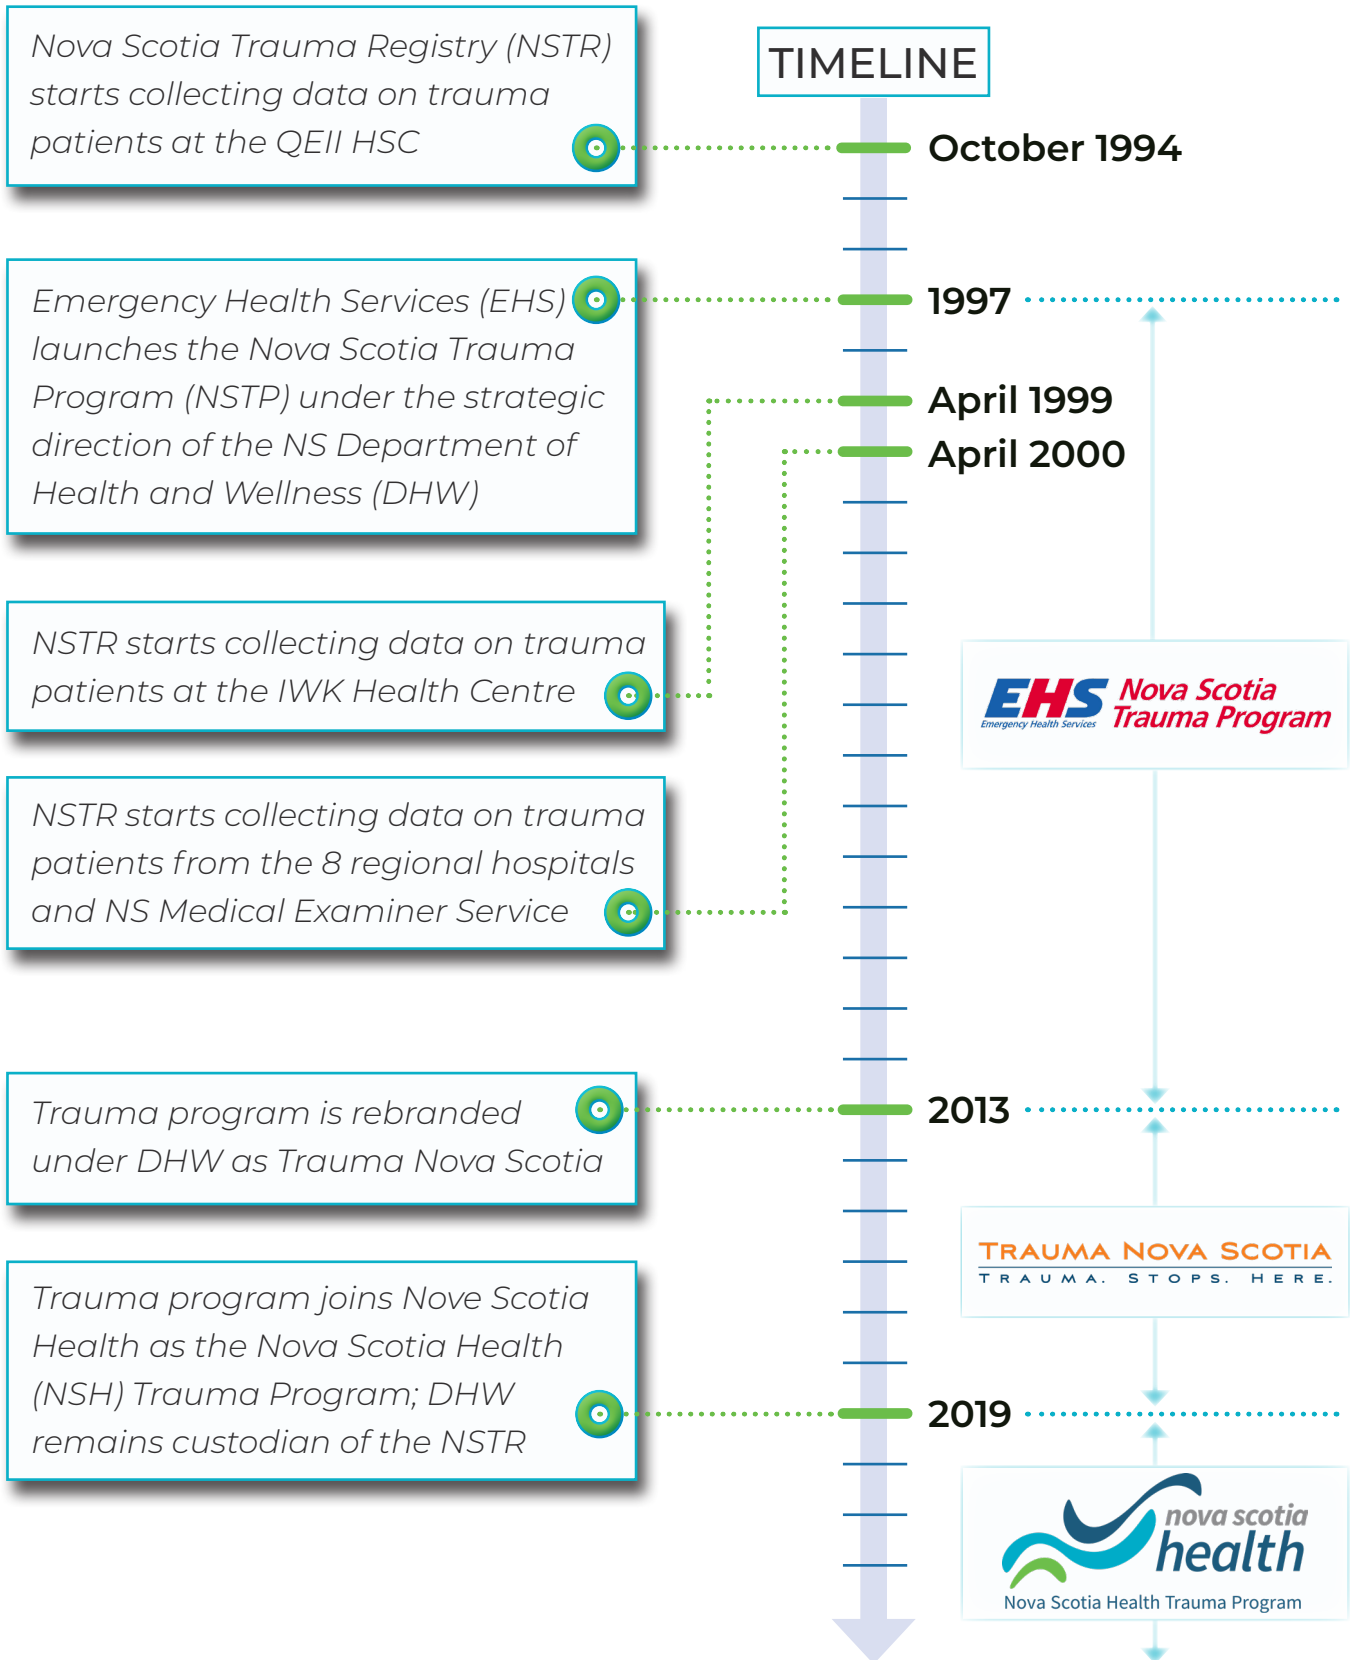 TIMELINE
Nova Scotia Trauma Registry (NSTR)
starts collecting data on trauma
patients at the QEII HSC
October 1994
Emergency Health Services (EHS)
launches the Nova Scotia Trauma
Program (NSTP) under the strategic
direction of the NS Department of
Health and Wellness (DHW)
1997
April 1999
April 2000
NSTR starts collecting data on trauma
patients at the IWK Health Centre
EHS
Emergency Health Services
Nova Scotia
Trauma Program
NSTR starts collecting data on trauma
patients from the 8 regional hospitals
and NS Medical Examiner Service
Trauma program is rebranded
under DHW as Trauma Nova Scotia
2013
TRAUMA NOVA SCOTIA
TRAUMA. STOPS. HERE.
Trauma program joins Nove Scotia
Health as the Nova Scotia Health
(NSH) Trauma Program; DHW
remains custodian of the NSTR
2019
nova scotia
health
Nova Scotia Health Trauma Program